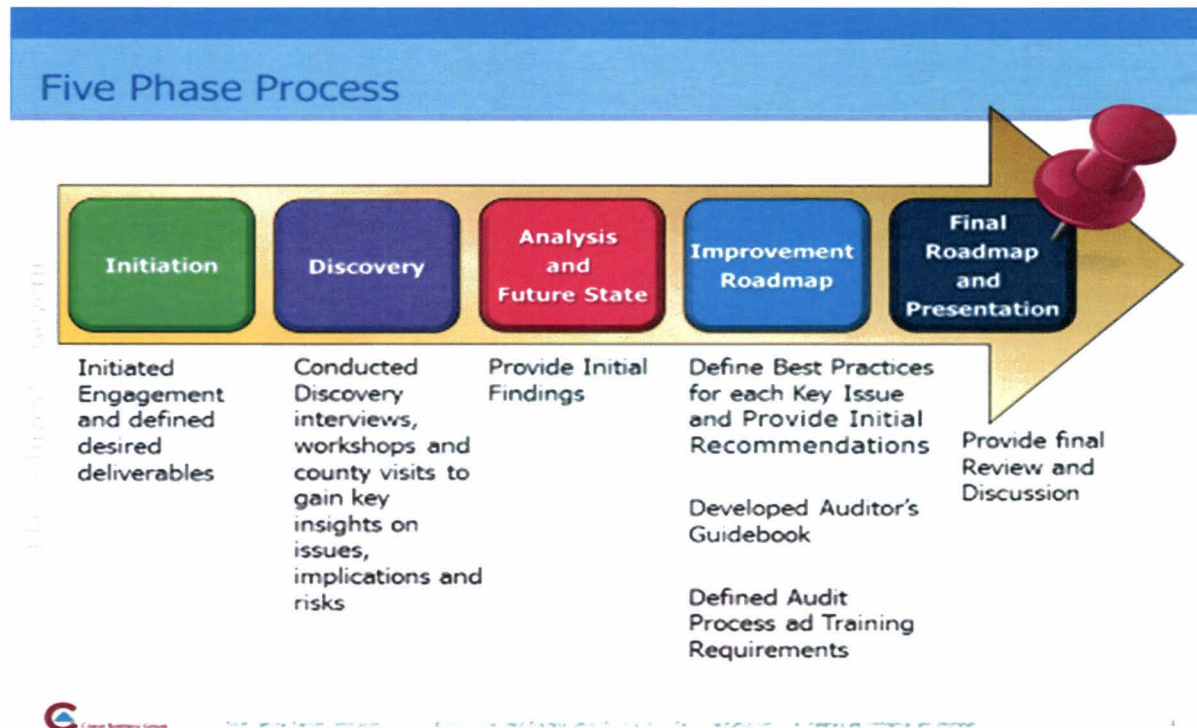 Five Phase Process
Initiation
Discovery
Analysis
and
Future State
Improvement
Roadmap
Final
Roadmap
and
Presentation
Initiated
Engagement
and defined
desired
deliverables
Conducted
Discovery
interviews,
workshops and
county visits to
gain key
insights on
issues,
implications and
risks
Provide Initial
Findings
Define Best Practices
for each Key Issue
and Provide Initial
Recommendations
Developed Auditor's
Guidebook
Defined Audit
Process ad Training
Requirements
Provide final
Review and
Discussion